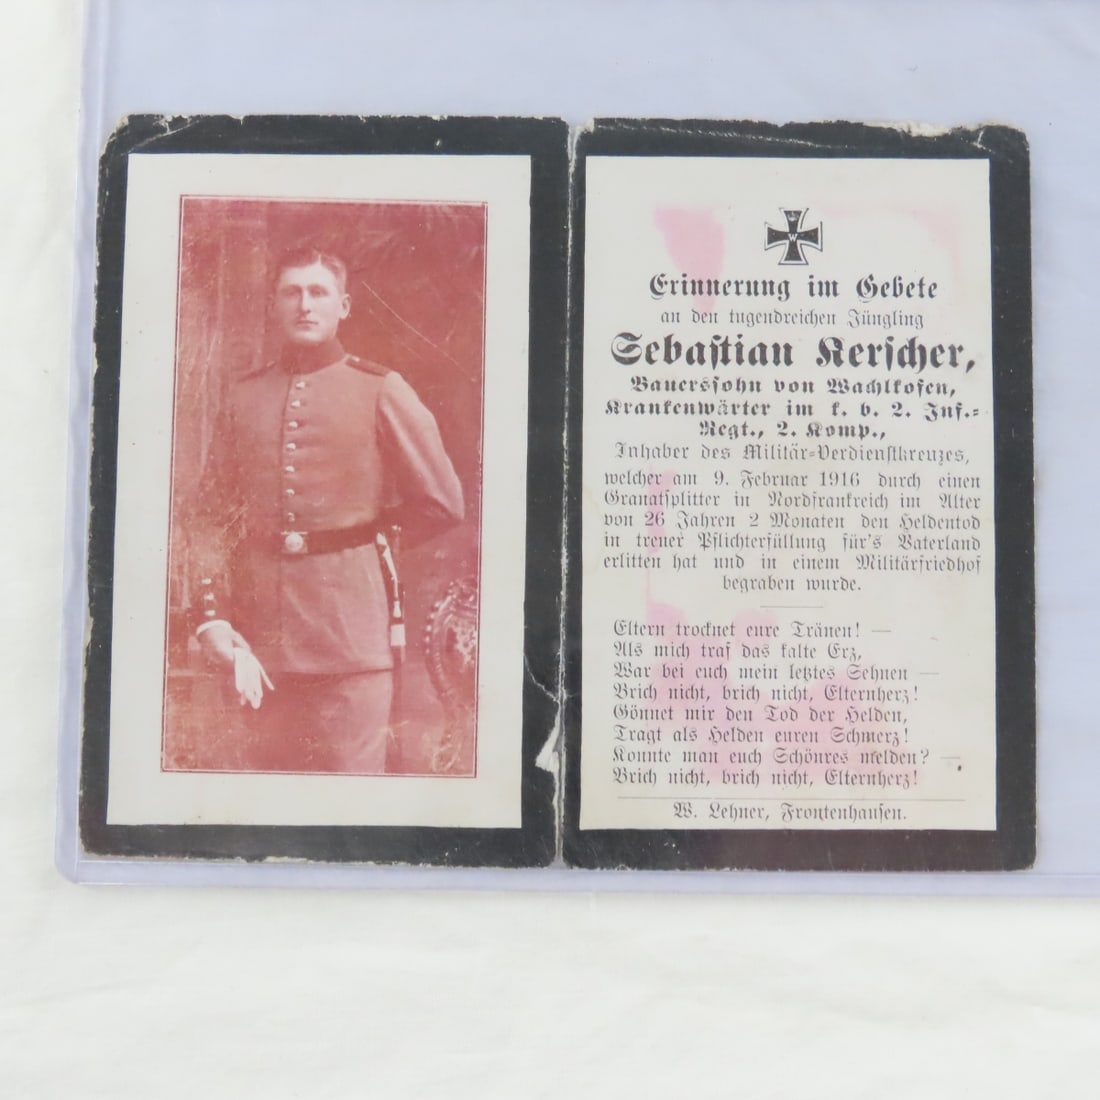 W
Erinnerung im Gebete
an den tugendreichen Jüngling
Sebastian Kerscher,
Bauerssohn von Wachlkofen,
Krankenwärter im k. b. 2. Inf.=
Regt., 2. Komp.,
Inhaber des Militär=Verdienstkreuzes,
welcher am 9. Februar 1916 durch einen
Granatsplitter in Nordfrankreich im Alter
von 26 Jahren 2 Monaten den Heldentod
in treuer Pflichterfüllung für's Vaterland
erlitten hat und in einem Militärfriedhof
begraben wurde.
Eltern trocknet eure Tränen! —
Als mich traf das kalte Erz,
War bei euch mein letztes Sehnen —
Brich nicht, brich nicht, Elternherz!
Gönnet mir den Tod der Helden,
Tragt als Helden euren Schmerz!
Konnte man euch Schönres melden? —
Brich nicht, brich nicht, Elternherz!
W. Lehner, Frontenhausen.